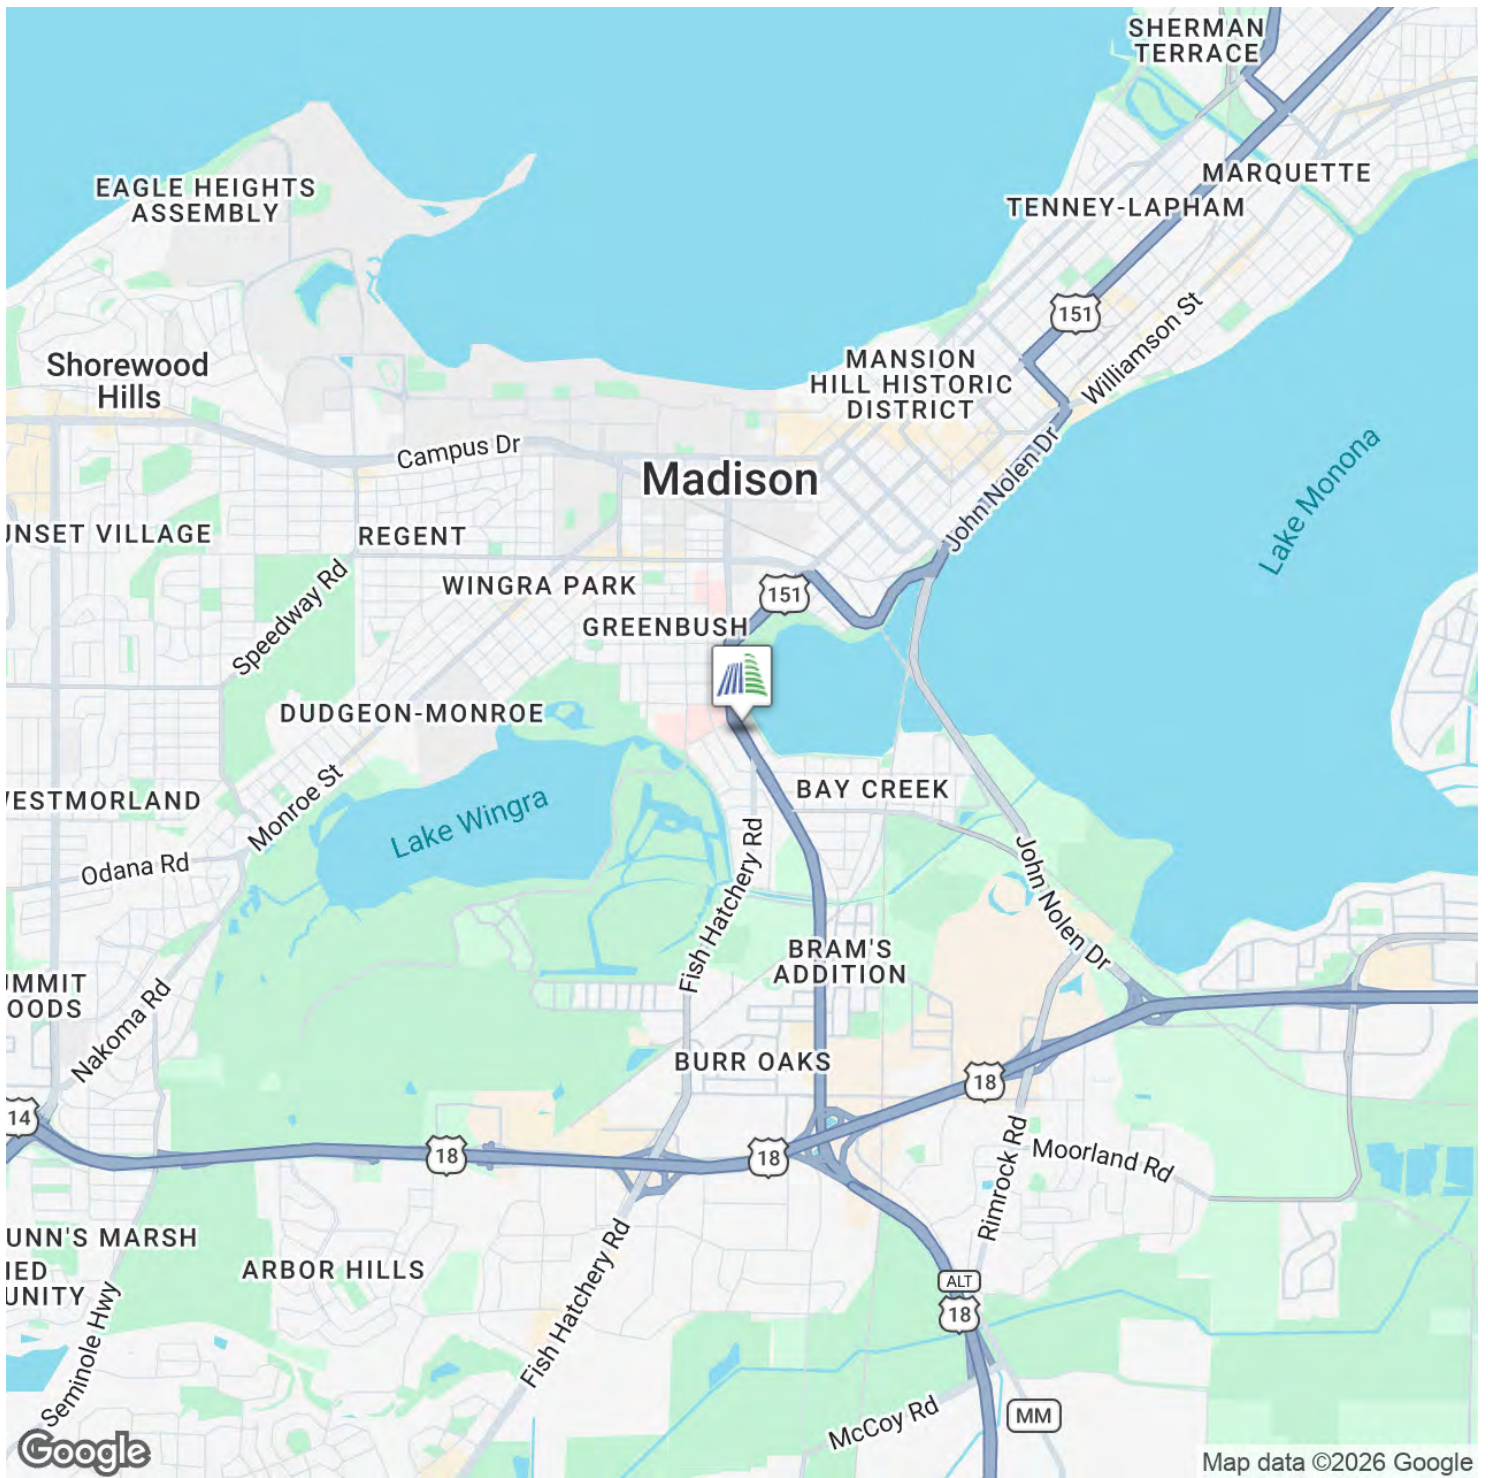 SHERMAN
TERRACE
EAGLE HEIGHTS
ASSEMBLY
MARQUETTE
TENNEY-LAPHAM
151
Williamson St
Shorewood
Hills
MANSION
HILL HISTORIC
DISTRICT
Campus Dr
Madison
John Nolen Dr
Lake Monona
UNSET VILLAGE
REGENT
Speedway Rd
WINGRA PARK
151
GREENBUSH
DUDGEON-MONROE
Monroe St
VESTMORLAND
BAY CREEK
Lake Wingra
Odana Rd
Fish Hatchery Rd
John Nolen Dr
BRAM'S
ADDITION
UMMIT
OODS
Nakoma Rd
BURR OAKS
18
14
18
18
Rimrock Rd
Moorland Rd
UNN'S MARSH
IED
UNITY
ARBOR HILLS
Fish Hatchery Rd
ALT
18
Seminole Hwy
McCoy Rd
MM
Google
Map data ©2026 Google